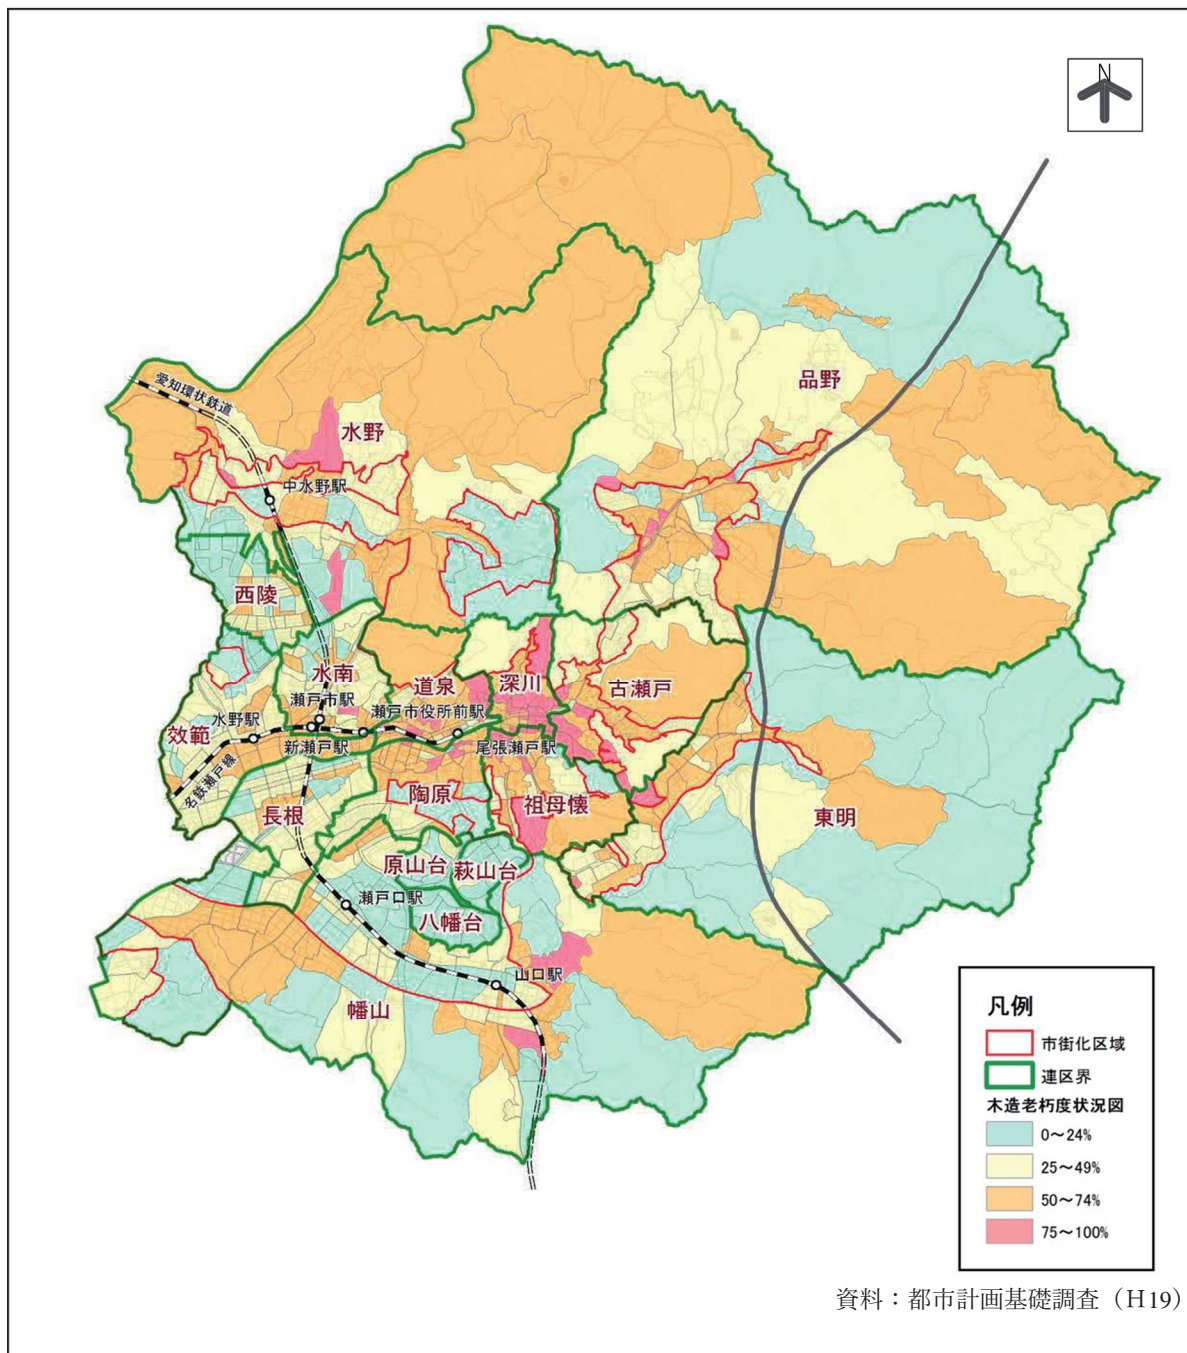 N
愛知環状鉄道
品野
水野
中水野駅
西陵
水南
道泉
深川
古瀬戸
瀬戸市駅
瀬戸市役所前駅
水野駅
効範
新瀬戸駅
尾張瀬戸駅
名鉄瀬戸線
陶原
祖母懐
長根
東明
原山台
萩山台
瀬戸口駅
八幡台
山口駅
幡山
凡例
市街化区域
連区界
木造老朽度状況図
0～24%
25～49%
50～74%
75～100%
資料：都市計画基礎調査（H19）